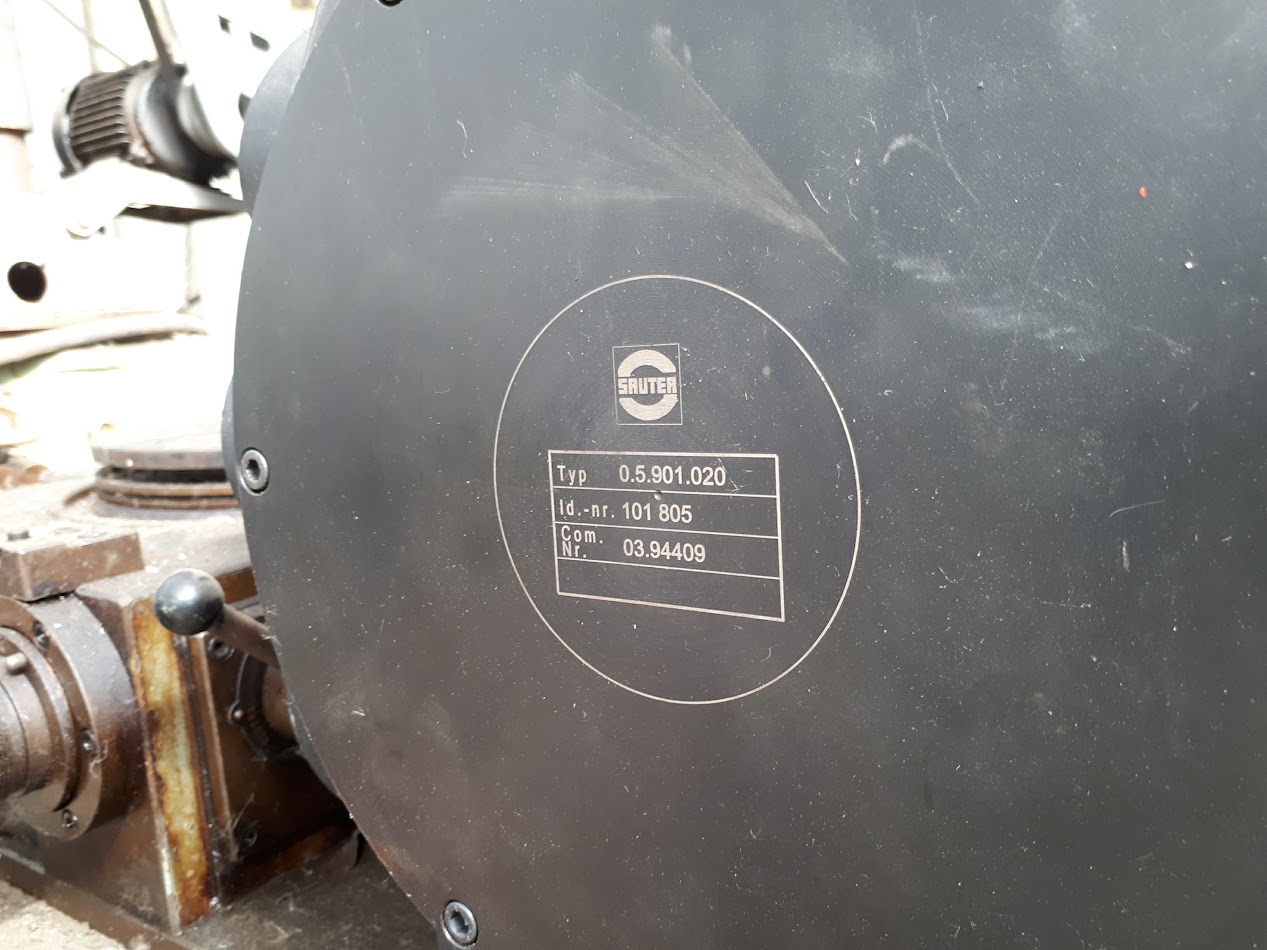 SAUTER
Typ 0.5.901.020
Id.-nr. 101 805
Com. Nr. 03.94409